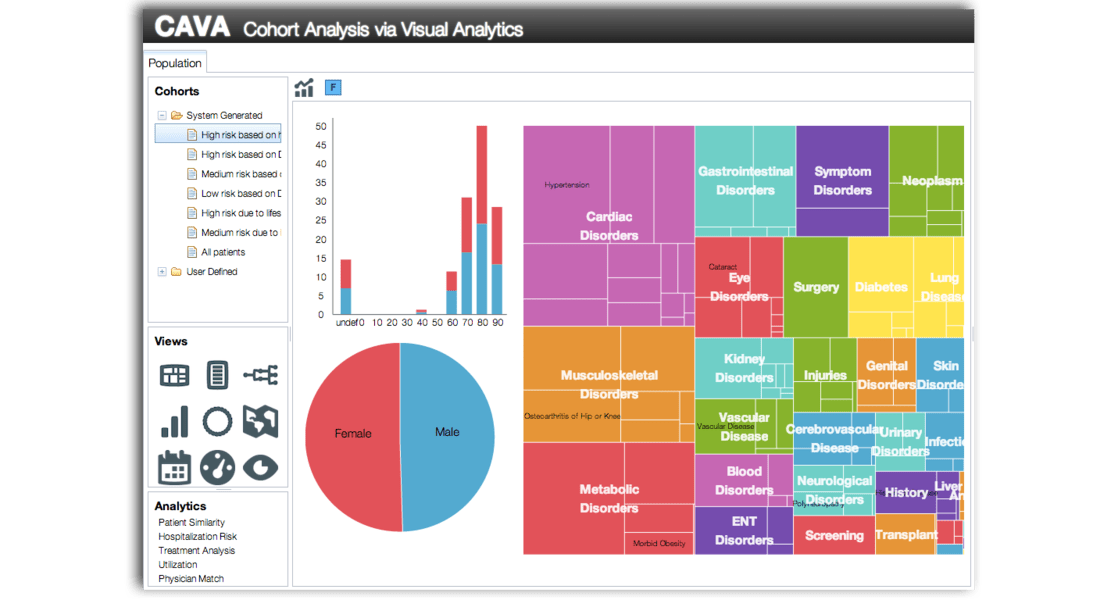 CAVA Cohort Analysis via Visual Analytics
Population
Cohorts
System Generated
High risk based on
High risk based on D
Medium risk based
Low risk based on D
High risk due to lifes
Medium risk due to
All patients
User Defined
Views
Analytics
Patient Similarity
Hospitalization Risk
Treatment Analysis
Utilization
Physician Match
F
50
45
40
35
30
25
20
15
10
5
0
undef 0 10 20 30 40 50 60 70 80 90
Female
Male
Hypertension
Cardiac
Disorders
Gastrointestinal
Disorders
Symptom
Disorders
Neoplasm
Cataract
Eye
Disorders
Surgery
Diabetes
Lung
Disease
Musculoskeletal
Disorders
Osteoarthritis of Hip or Knee
Kidney
Disorders
Injuries
Genital
Disorders
Skin
Disorde
Vascular
Vascular Disease
Disease
Cerebrovascular
Disease
Urinary
Disorders
Infectio
Metabolic
Disorders
Morbid Obesity
Blood
Disorders
Neurological
Disorders
Polyneuropathy
History
Liver
ENT
Disorders
Screening
Transplant